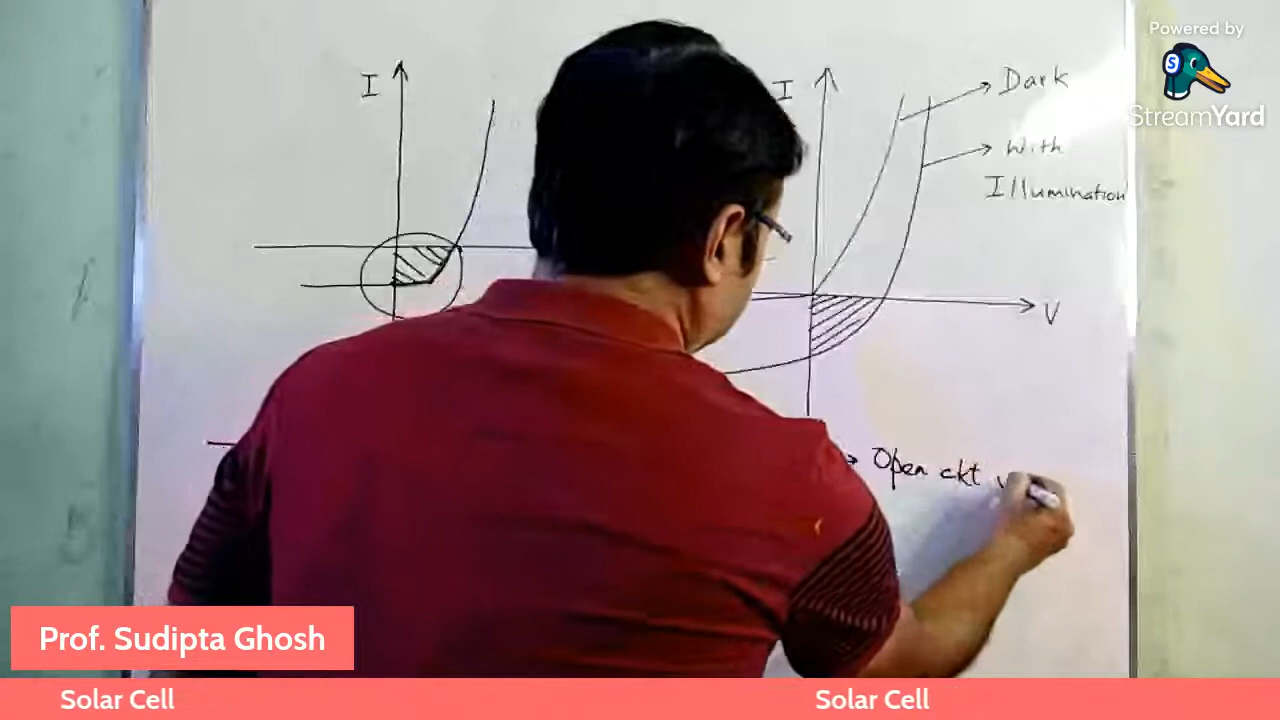 Powered by
StreamYard
I
I
Dark
With
Illumination
V
Open ckt
Prof. Sudipta Ghosh
Solar Cell
Solar Cell